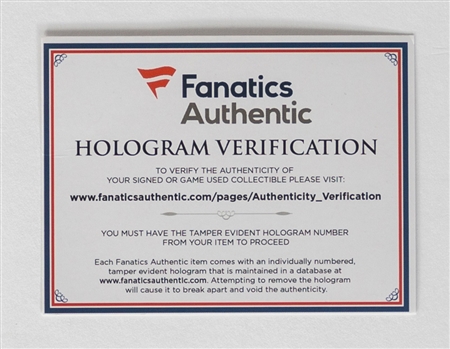 Fanatics
Authentic
HOLOGRAM VERIFICATION
TO VERIFY THE AUTHENTICITY OF
YOUR SIGNED OR GAME USED COLLECTIBLE PLEASE VISIT:
www.fanaticsauthentic.com/pages/Authenticity_Verification
YOU MUST HAVE THE TAMPER EVIDENT HOLOGRAM NUMBER
FROM YOUR ITEM TO PROCEED
Each Fanatics Authentic item comes with an individually numbered,
tamper evident hologram that is maintained in a database at
www.fanaticsauthentic.com. Attempting to remove the hologram
will cause it to break apart and void the authenticity.